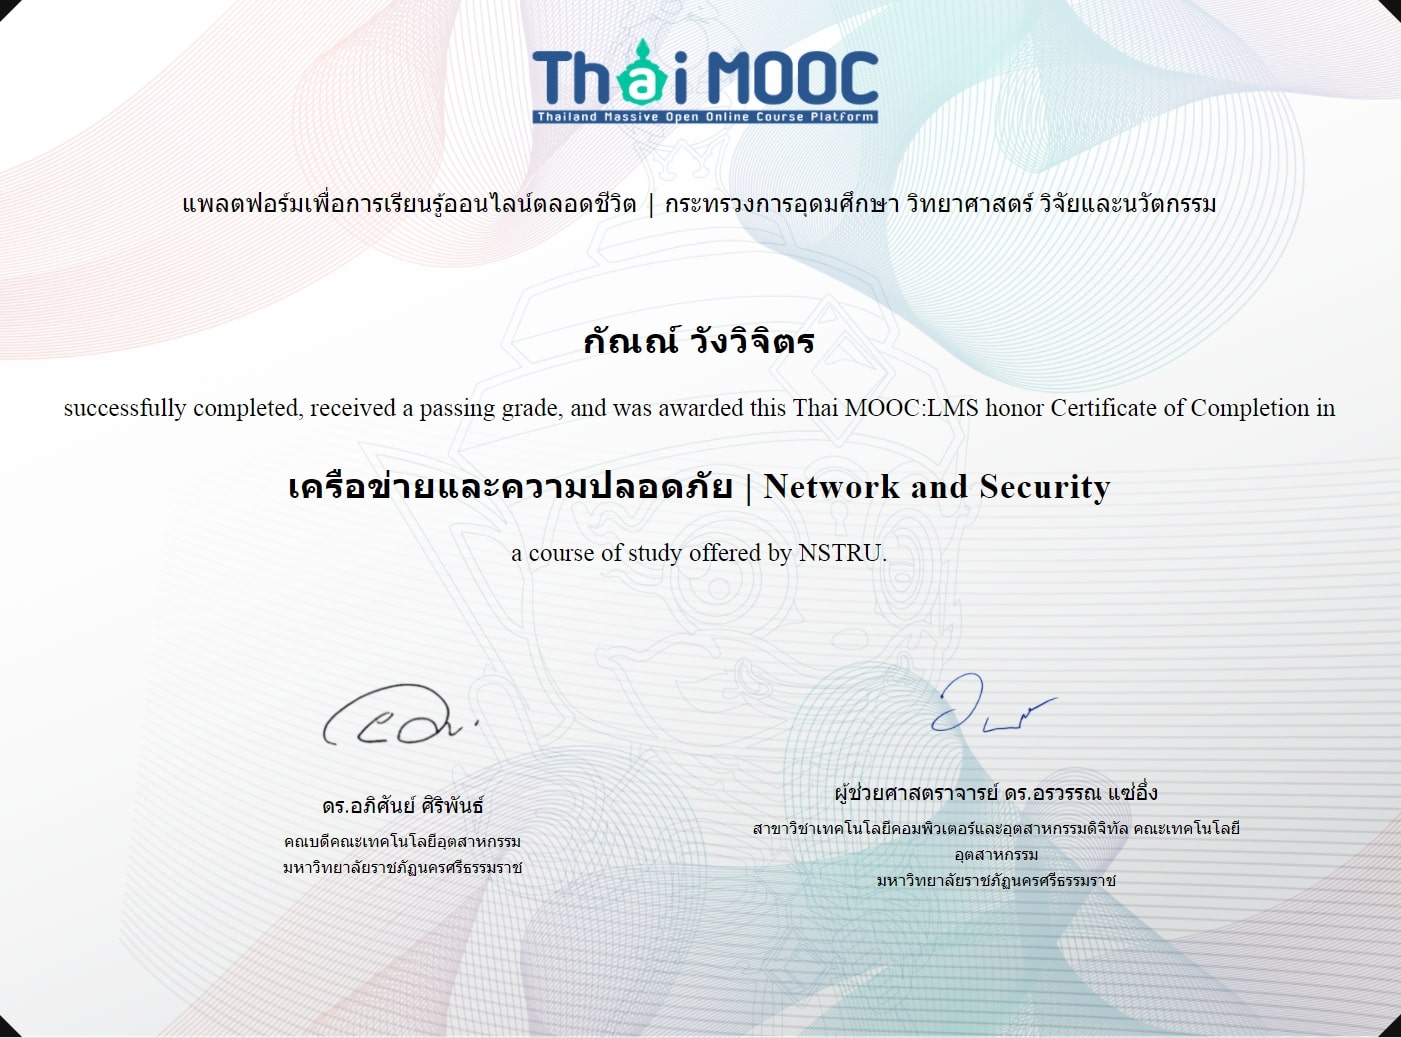 Thai MOOC
Thailand Massive Open Online Course Platform
แพลตฟอร์มเพื่อการเรียนรู้ออนไลน์ตลอดชีวิต | กระทรวงการอุดมศึกษา วิทยาศาสตร์ วิจัยและนวัตกรรม
กัณณ์ วังวิจิตร
successfully completed, received a passing grade, and was awarded this Thai MOOC:LMS honor Certificate of Completion in
เครือข่ายและความปลอดภัย | Network and Security
a course of study offered by NSTRU.
ดร.อภิศันย์ ศิริพันธ์
คณบดีคณะเทคโนโลยีอุตสาหกรรม
มหาวิทยาลัยราชภัฏนครศรีธรรมราช
ผู้ช่วยศาสตราจารย์ ดร.อรวรรณ แซ่อึ่ง
สาขาวิชาเทคโนโลยีคอมพิวเตอร์และอุตสาหกรรมดิจิทัล คณะเทคโนโลยี
อุตสาหกรรม
มหาวิทยาลัยราชภัฏนครศรีธรรมราช